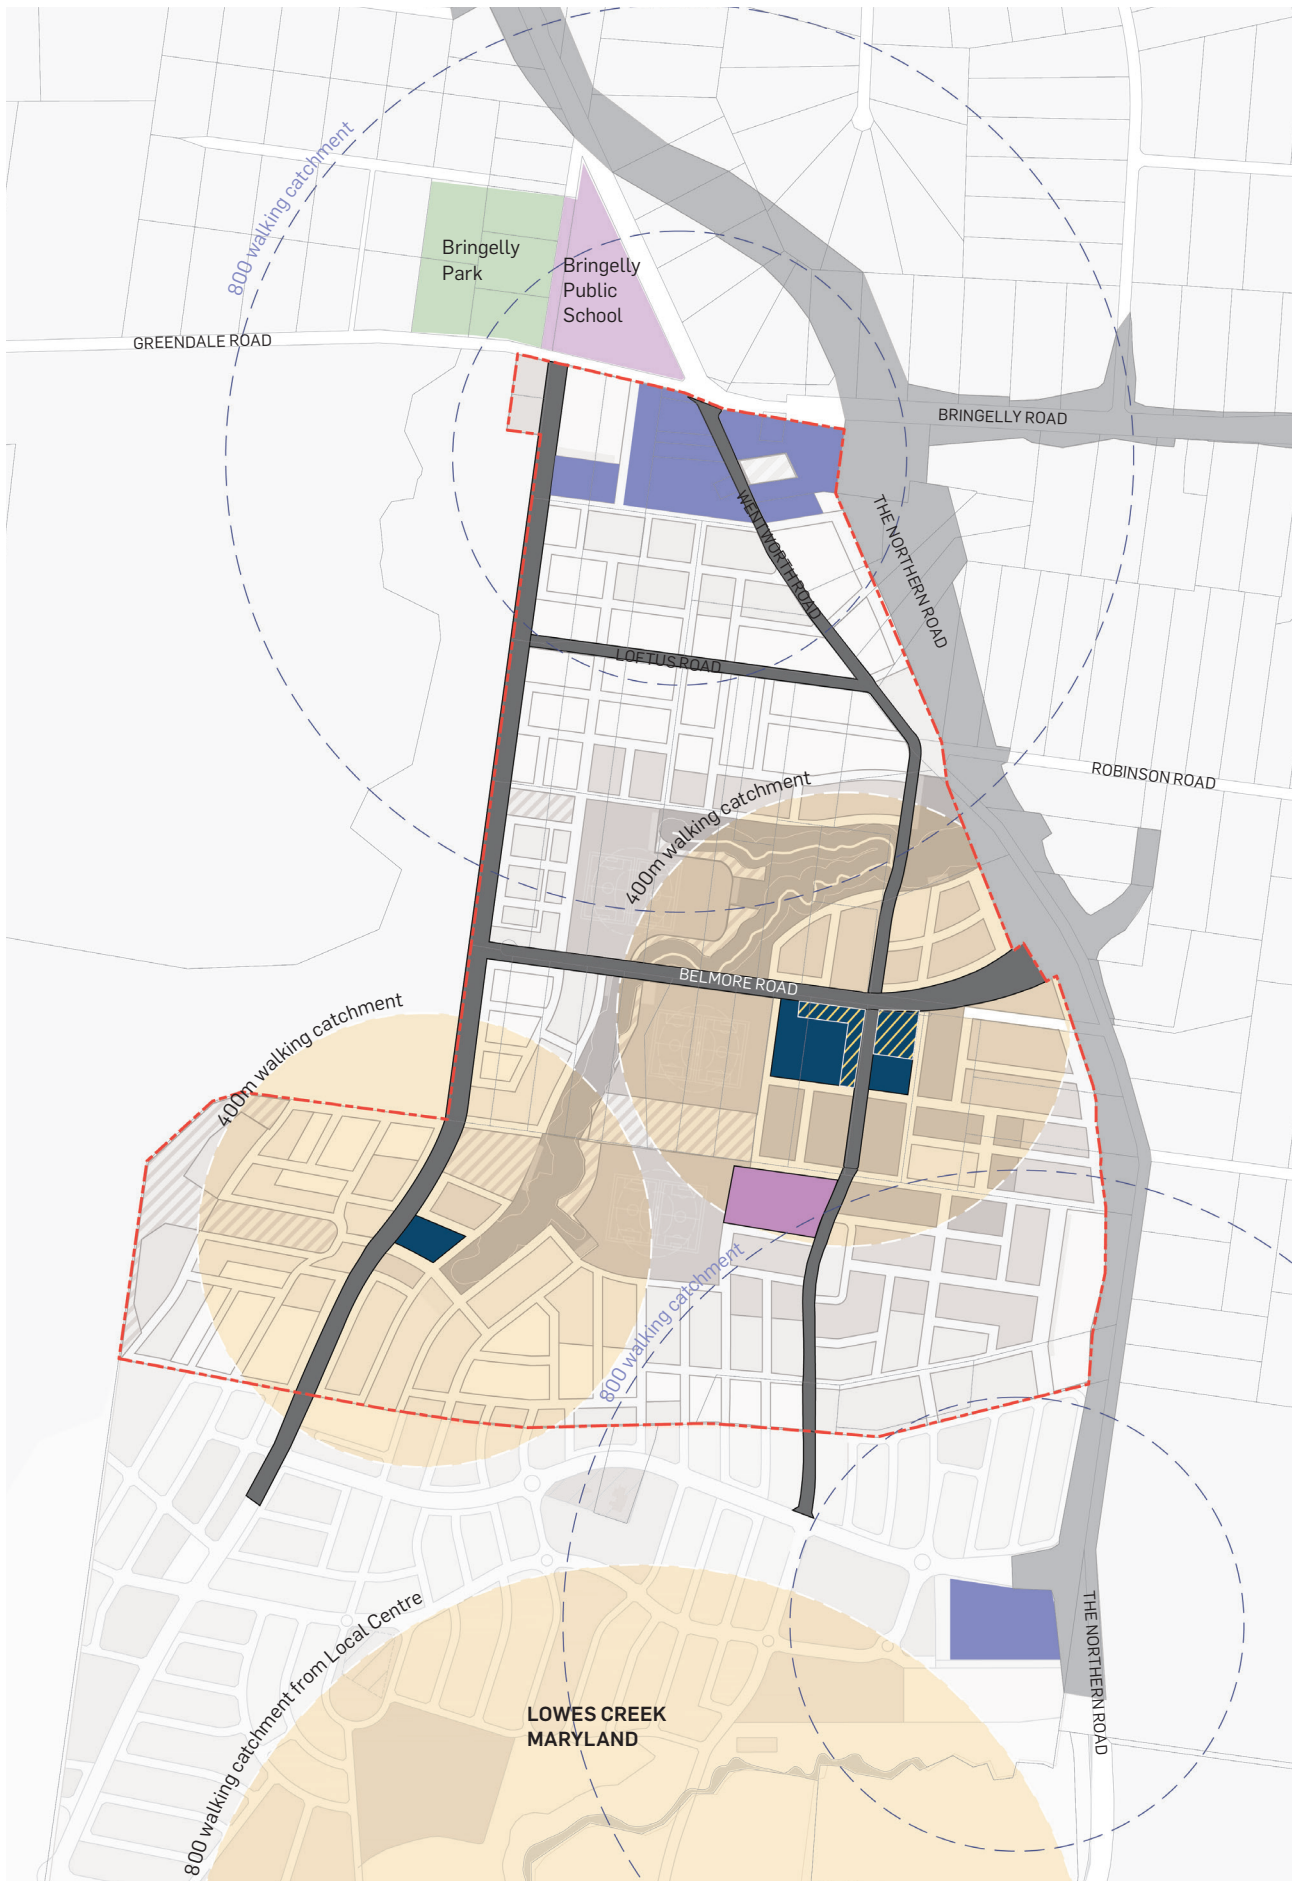 800 walking catchment
Bringelly
Park
Bringelly
Public
School
GREENDALE ROAD
BRINGELLY ROAD
WENTWORTH ROAD
THE NORTHERN ROAD
LOFTUS ROAD
ROBINSON ROAD
400m walking catchment
BELMORE ROAD
400m walking catchment
800 walking catchment
800 walking catchment from Local Centre
THE NORTHERN ROAD
LOWES CREEK
MARYLAND